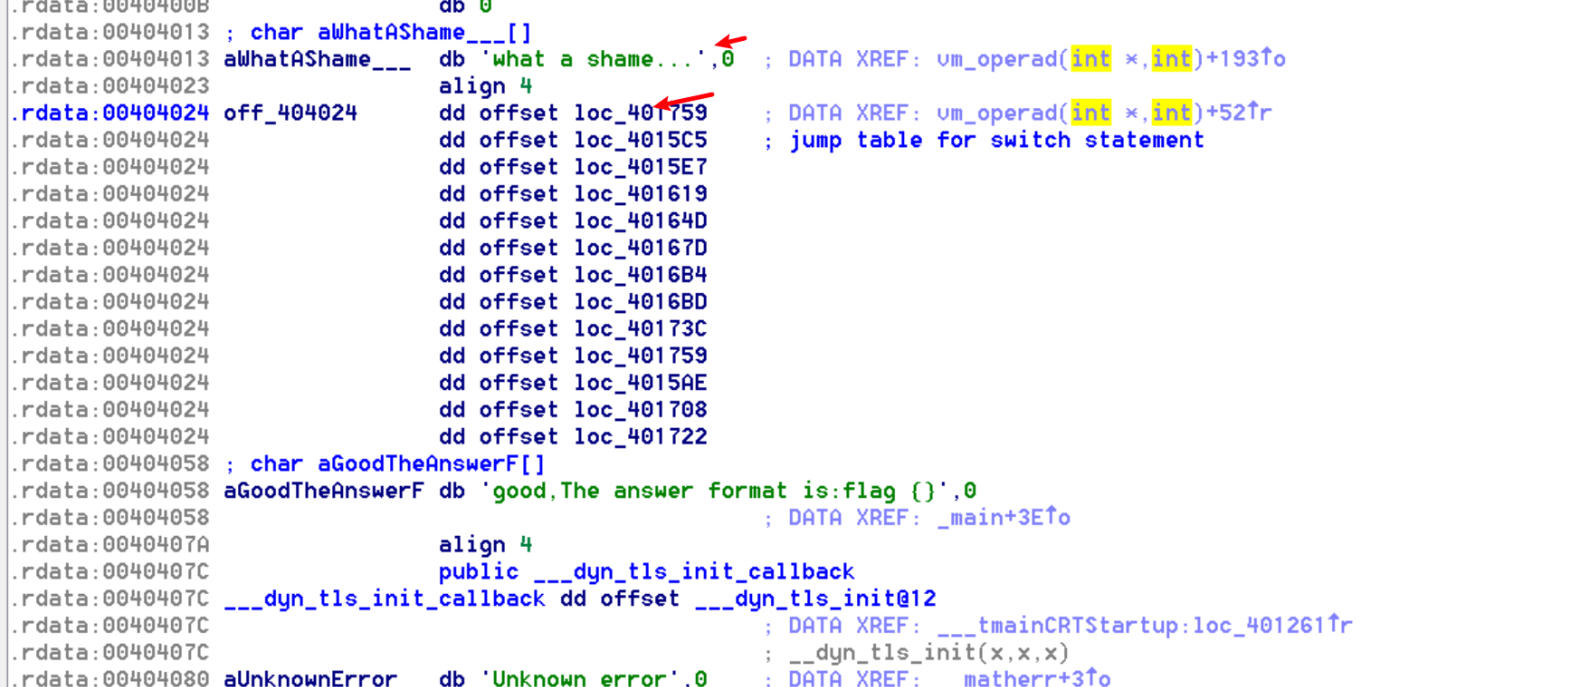 .rdata:0040400B db 0
.rdata:00404013 ; char aWhatAShame___[]
.rdata:00404013 aWhatAShame___ db 'what a shame...',0 ; DATA XREF: vm_operad(int *,int)+193↑o
.rdata:00404023 align 4
.rdata:00404024 off_404024 dd offset loc_401759 ; DATA XREF: vm_operad(int *,int)+52↑r
.rdata:00404024 dd offset loc_4015C5 ; jump table for switch statement
.rdata:00404024 dd offset loc_4015E7
.rdata:00404024 dd offset loc_401619
.rdata:00404024 dd offset loc_40164D
.rdata:00404024 dd offset loc_40167D
.rdata:00404024 dd offset loc_4016B4
.rdata:00404024 dd offset loc_4016BD
.rdata:00404024 dd offset loc_40173C
.rdata:00404024 dd offset loc_401759
.rdata:00404024 dd offset loc_4015AE
.rdata:00404024 dd offset loc_401708
.rdata:00404024 dd offset loc_401722
.rdata:00404058 ; char aGoodTheAnswerF[]
.rdata:00404058 aGoodTheAnswerF db 'good,The answer format is:flag {}',0
.rdata:00404058 ; DATA XREF: _main+3E↑o
.rdata:0040407A align 4
.rdata:0040407C public ___dyn_tls_init_callback
.rdata:0040407C ___dyn_tls_init_callback dd offset ___dyn_tls_init@12
.rdata:0040407C ; DATA XREF: ___tmainCRTStartup:loc_401261↑r
.rdata:0040407C ; __dyn_tls_init(x,x,x)
.rdata:00404080 aUnknownError db 'Unknown error',0 ; DATA XREF: __matherr+3↑o